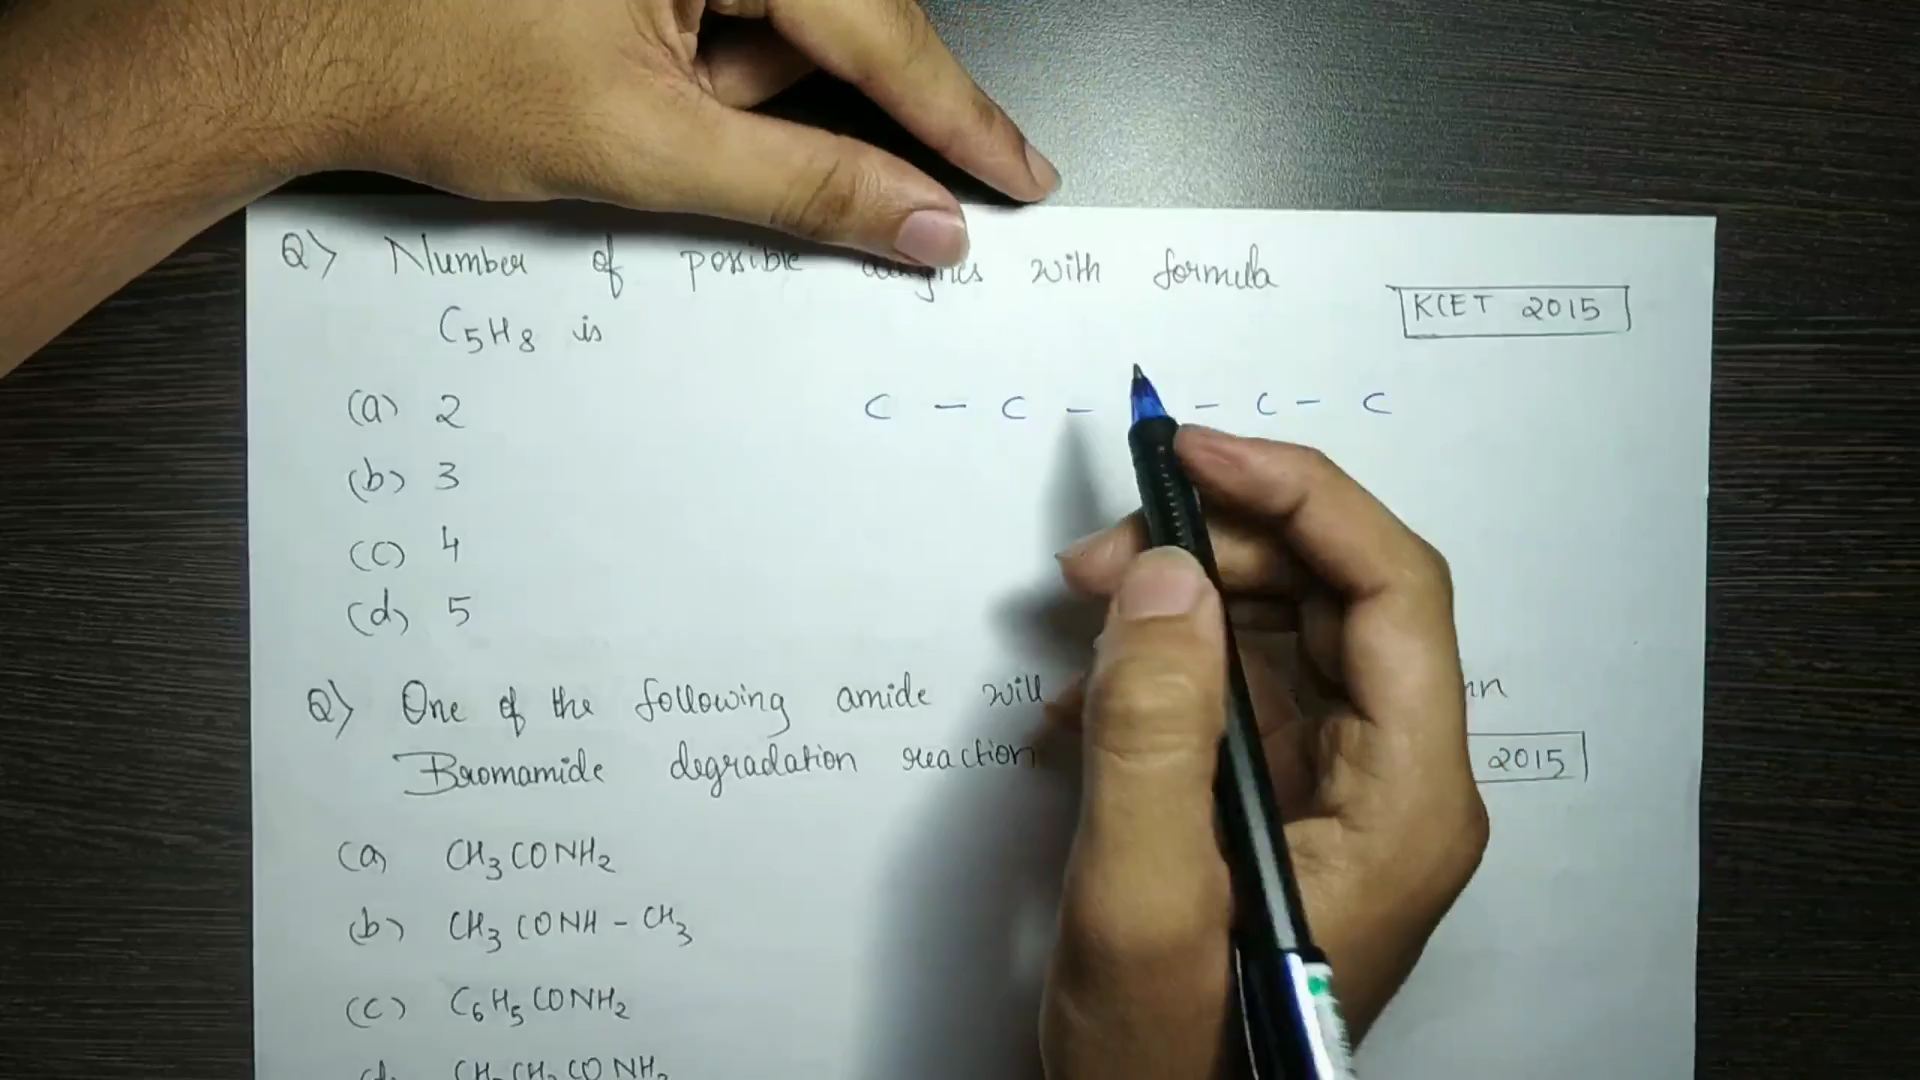 Q) Number of possible with formula
C5H8 is
KCET 2015
(a) 2
C - C - - C - C
(b) 3
(c) 4
(d) 5
Q) One of the following amide will
Bromamide degradation reaction 2015
(a) CH3CONH2
(b) CH3CONH-CH3
(c) C6H5CONH2